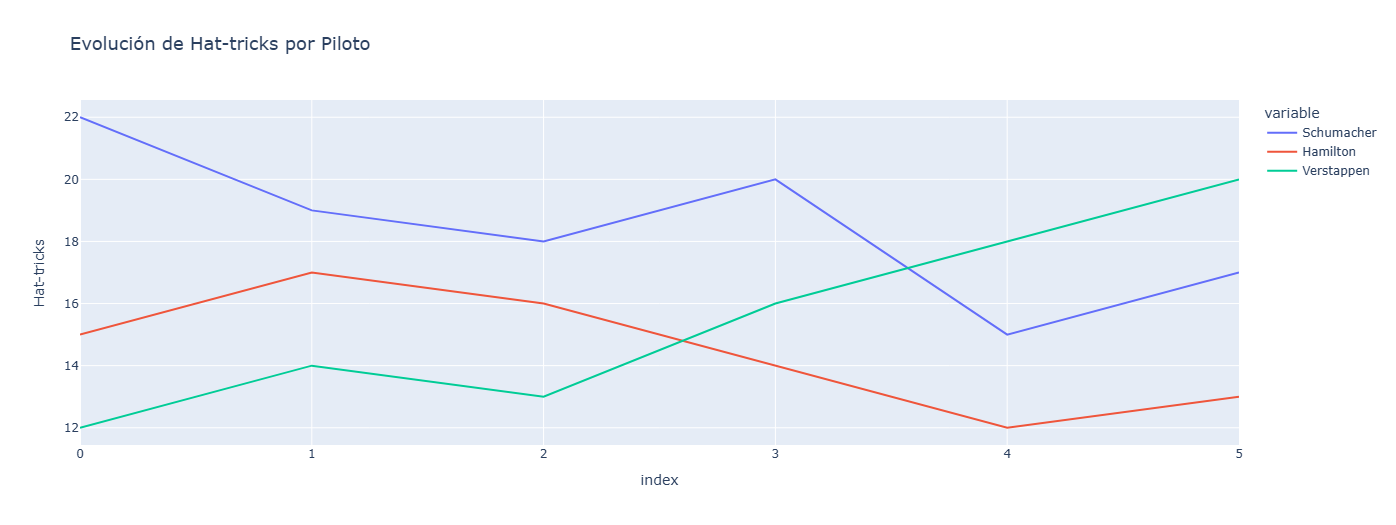 Evolución de Hat-tricks por Piloto
variable
Schumacher
Hamilton
Verstappen
Hat-tricks
22
20
18
16
14
12
0 1 2 3 4 5
index